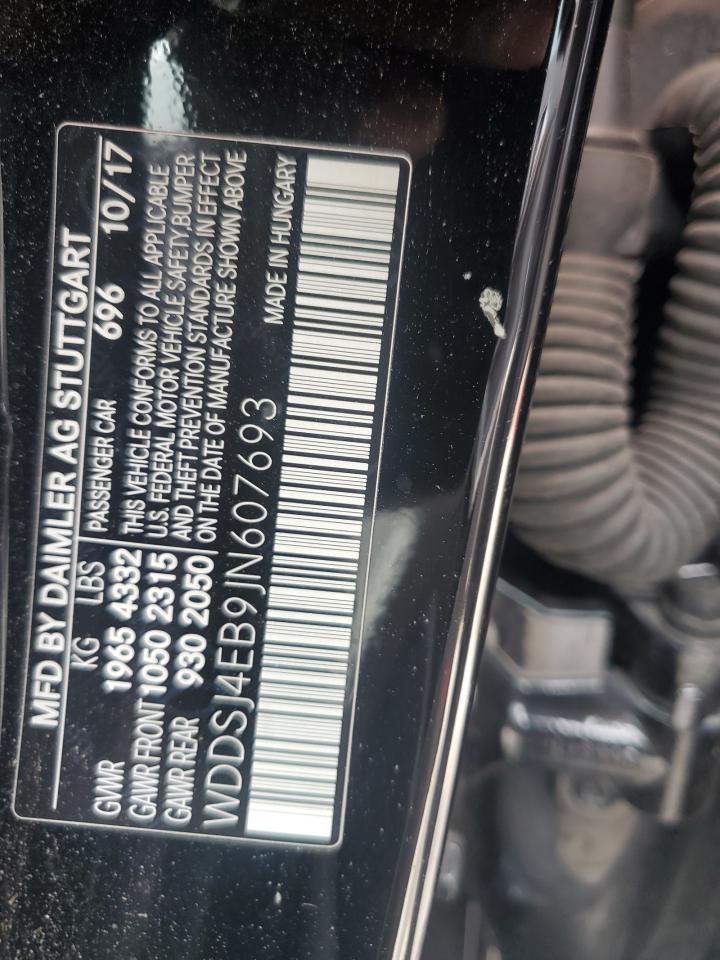 MFD BY DAIMLER AG STUTTGART
KG LBS PASSENGER CAR 696 10/17
GVWR 1965 4332
GAWR FRONT 1050 2315
GAWR REAR 930 2050
THIS VEHICLE CONFORMS TO ALL APPLICABLE
U.S. FEDERAL MOTOR VEHICLE SAFETY, BUMPER
AND THEFT PREVENTION STANDARDS IN EFFECT
ON THE DATE OF MANUFACTURE SHOWN ABOVE
WDDSJ4EB9JN607693
MADE IN HUNGARY